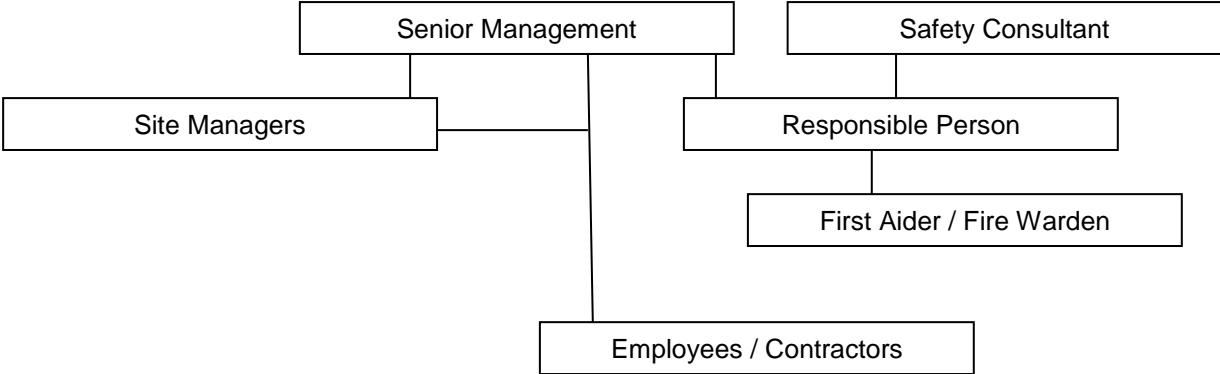 Senior Management
Safety Consultant
Site Managers
Responsible Person
First Aider / Fire Warden
Employees / Contractors